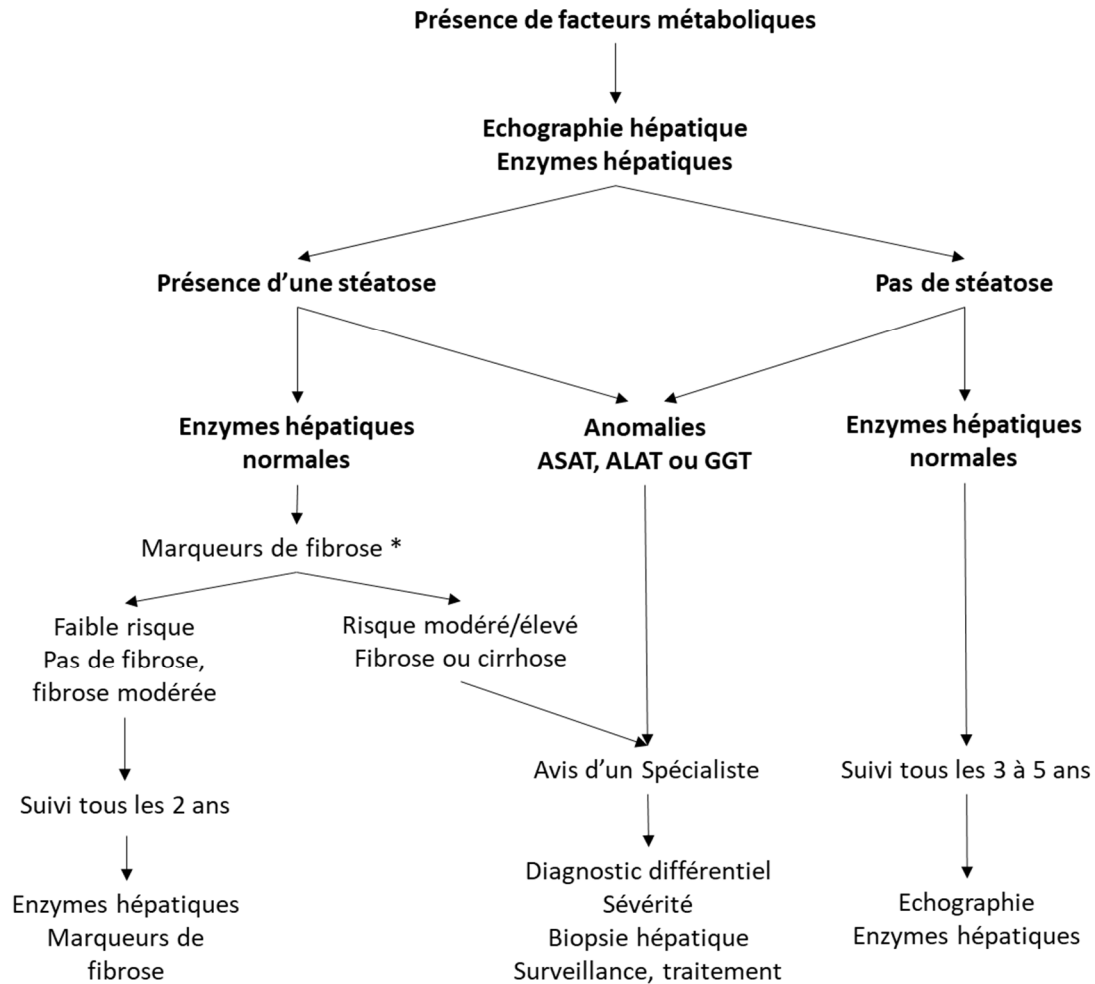 Présence de facteurs métaboliques
Echographie hépatique
Enzymes hépatiques
Présence d’une stéatose
Pas de stéatose
Enzymes hépatiques
normales
Anomalies
ASAT, ALAT ou GGT
Enzymes hépatiques
normales
Marqueurs de fibrose *
Faible risque
Pas de fibrose,
fibrose modérée
Risque modéré/élevé
Fibrose ou cirrhose
Avis d’un Spécialiste
Suivi tous les 3 à 5 ans
Suivi tous les 2 ans
Enzymes hépatiques
Marqueurs de
fibrose
Diagnostic différentiel
Sévérité
Biopsie hépatique
Surveillance, traitement
Echographie
Enzymes hépatiques